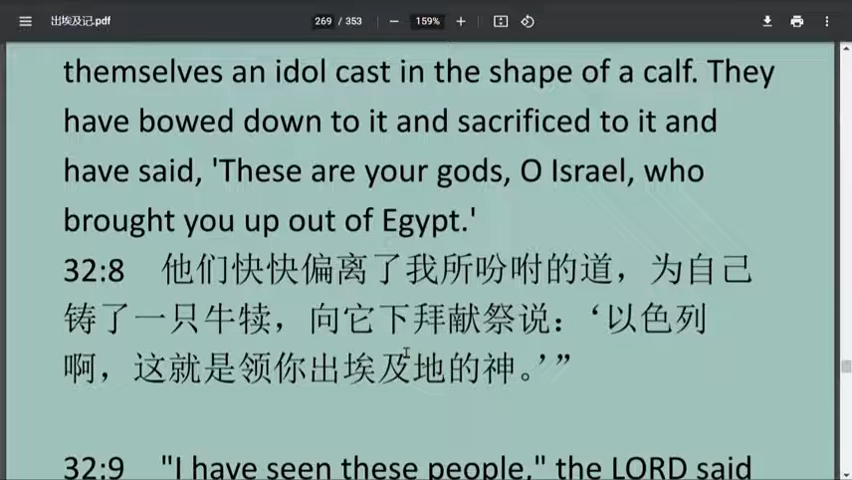 出埃及记.pdf
269 / 353
159%
themselves an idol cast in the shape of a calf. They
have bowed down to it and sacrificed to it and
have said, 'These are your gods, O Israel, who
brought you up out of Egypt.'
32:8 他们快快偏离了我所吩咐的道，为自己
铸了一只牛犊，向它下拜献祭说：‘以色列
啊，这就是领你出埃及地的神。’”
32:9 "I have seen these people," the LORD said